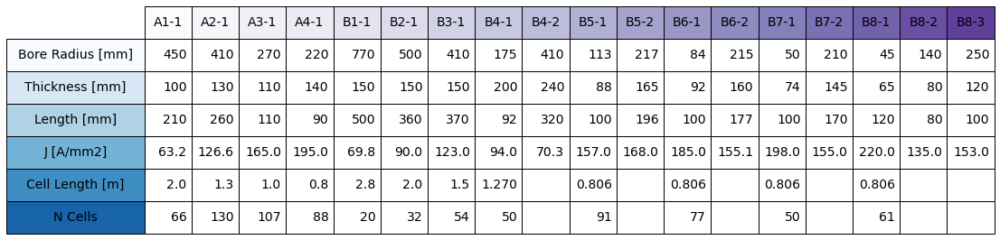 A1-1 A2-1 A3-1 A4-1 B1-1 B2-1 B3-1 B4-1 B4-2 B5-1 B5-2 B6-1 B6-2 B7-1 B7-2 B8-1 B8-2 B8-3
Bore Radius [mm] 450 410 270 220 770 500 410 175 410 113 217 84 215 50 210 45 140 250
Thickness [mm] 100 130 110 140 150 150 150 200 240 88 165 92 160 74 145 65 80 120
Length [mm] 210 260 110 90 500 360 370 92 320 100 196 100 177 100 170 120 80 100
J [A/mm2] 63.2 126.6 165.0 195.0 69.8 90.0 123.0 94.0 70.3 157.0 168.0 185.0 155.1 198.0 155.0 220.0 135.0 153.0
Cell Length [m] 2.0 1.3 1.0 0.8 2.8 2.0 1.5 1.270 0.806 0.806 0.806 0.806
N Cells 66 130 107 88 20 32 54 50 91 77 50 61